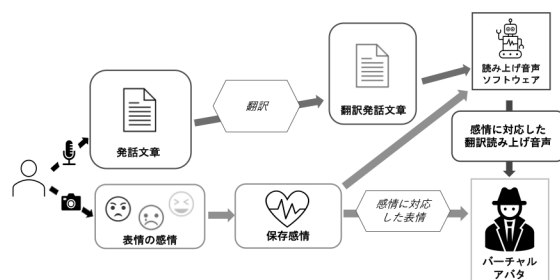 読み上げ音声
ソフトウェア
翻訳
翻訳発話文章
発話文章
感情に対応した
翻訳読み上げ音声
感情に対応
した表情
表情の感情
保存感情
バーチャル
アバタ